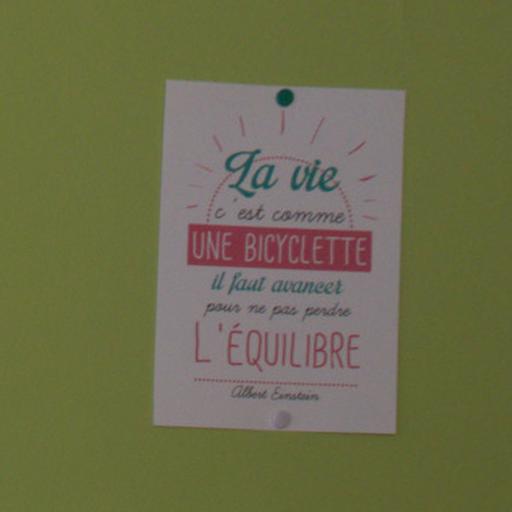 La vie
c'est comme
UNE BICYCLETTE
il faut avancer
pour ne pas perdre
L'ÉQUILIBRE
Albert Einstein